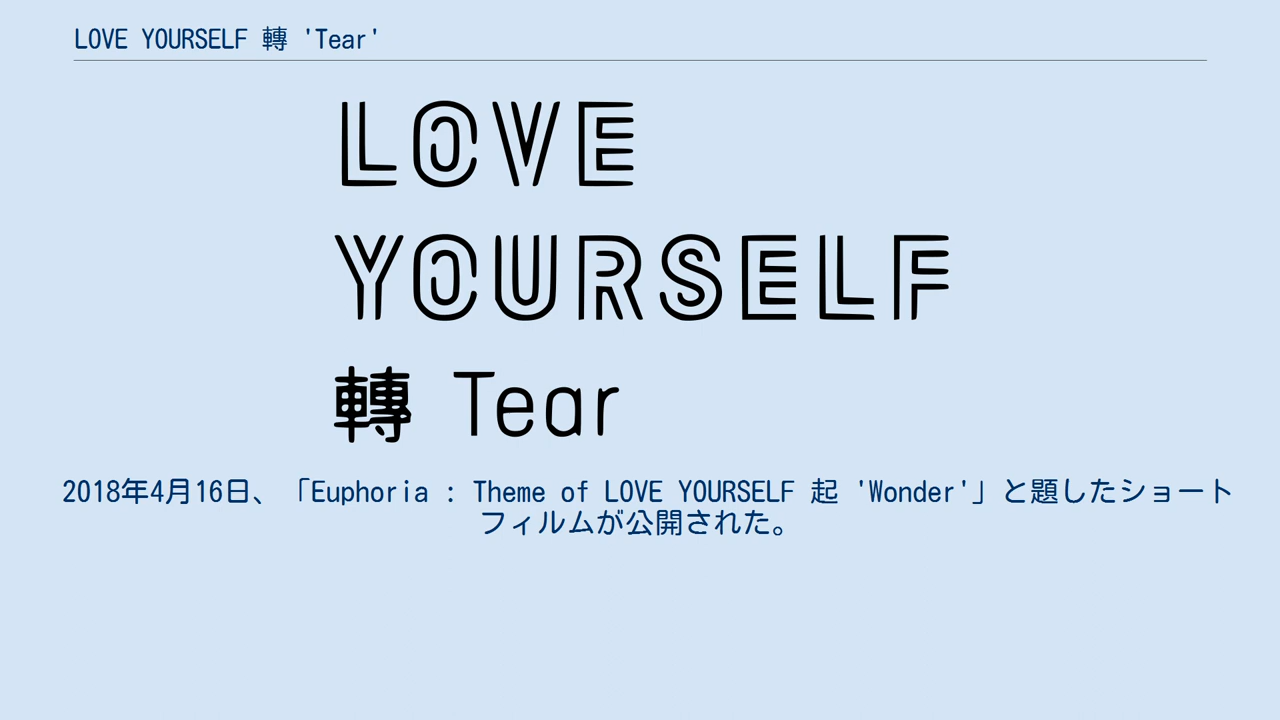 LOVE YOURSELF 轉 'Tear'
LOVE
YOURSELF
轉 Tear
2018年4月16日、「Euphoria : Theme of LOVE YOURSELF 起 'Wonder'」と題したショート
フィルムが公開された。